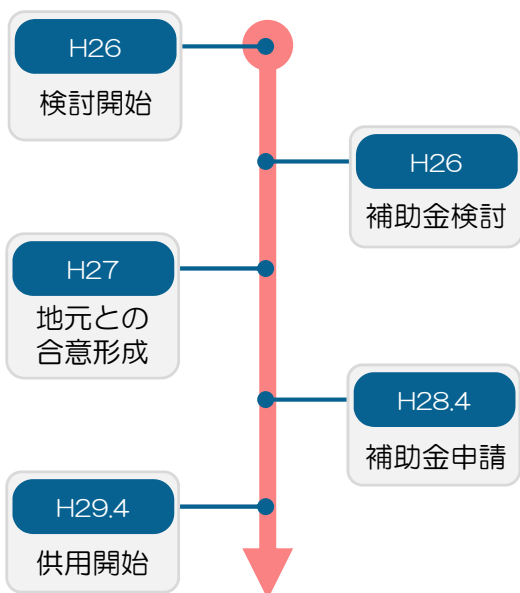 H26
検討開始
H26
補助金検討
H27
地元との
合意形成
H28.4
補助金申請
H29.4
供用開始